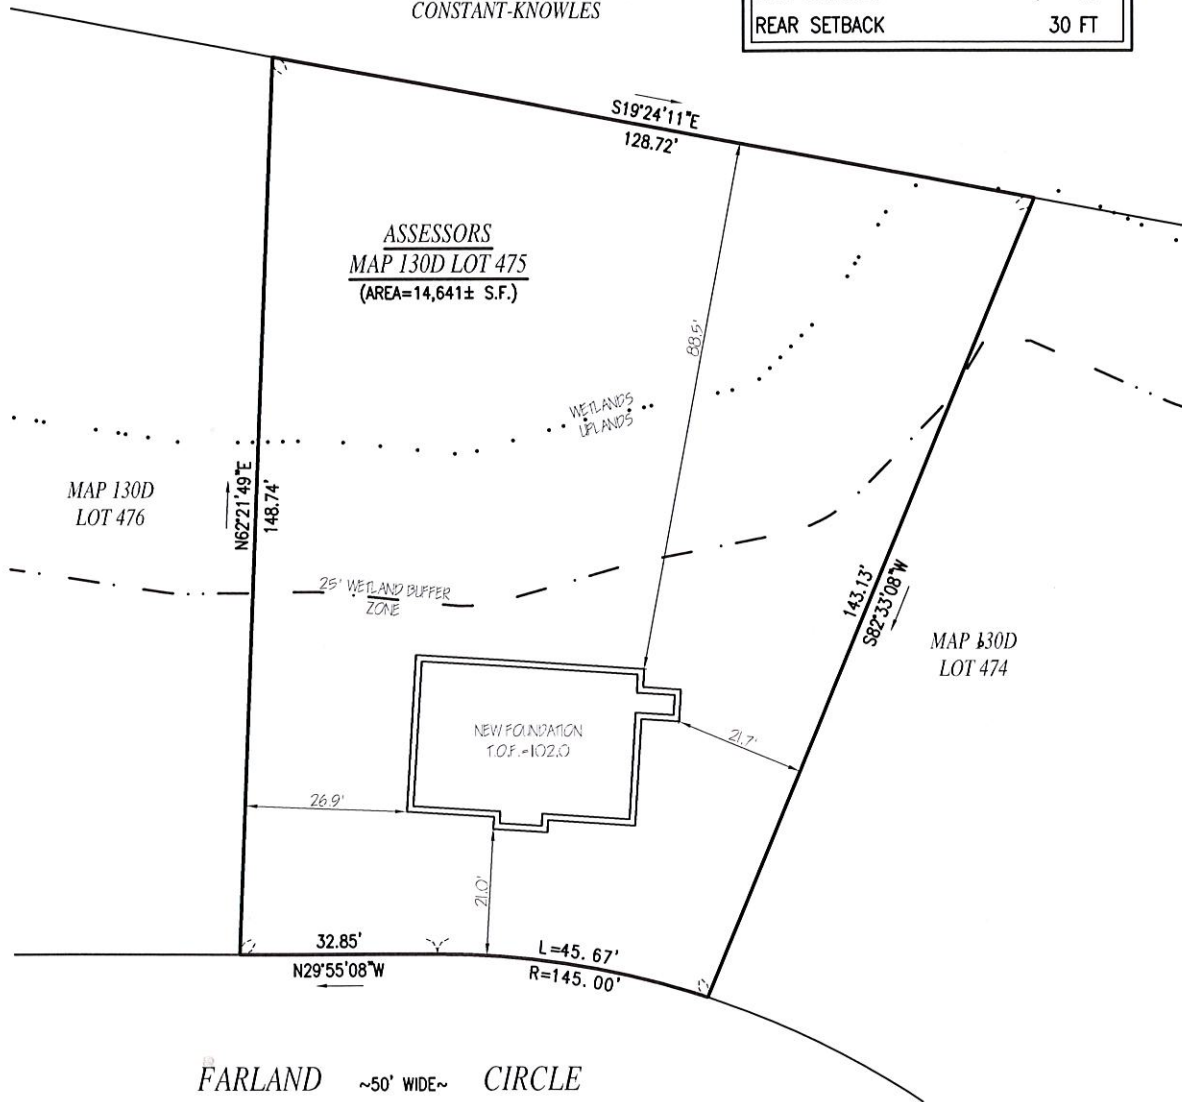 CONSTANT-KNOWLES
REAR SETBACK 30 FT
S19°24'11"E
128.72'
ASSESSORS
MAP 130D LOT 475
(AREA=14,641± S.F.)
88.5'
WETLANDS
UPLANDS
MAP 130D
LOT 476
N62°21'49"E
148.74'
25' WETLAND BUFFER
ZONE
143.13'
S82°33'08"W
MAP 130D
LOT 474
NEW FOUNDATION
T.O.F.=102.0
21.7'
26.9'
21.0'
32.85'
N29°55'08"W
L=45.67'
R=145.00'
FARLAND ~50' WIDE~ CIRCLE